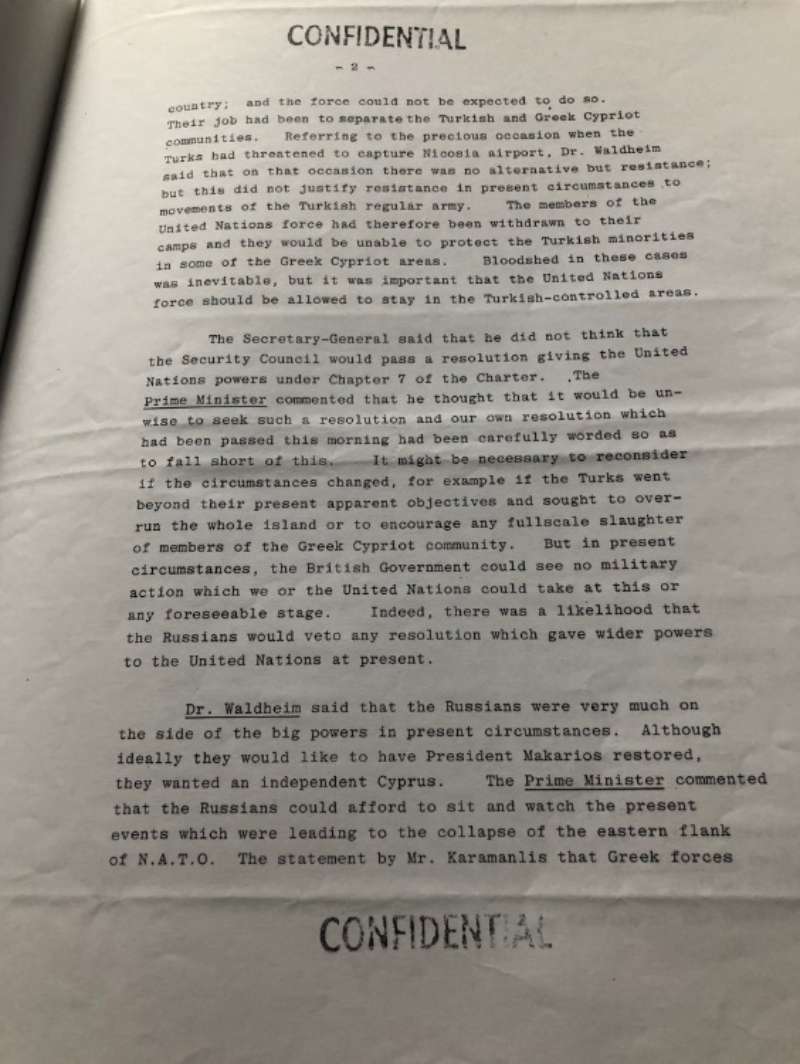 CONFIDENTIAL
- 2 -
country; and the force could not be expected to do so.
Their job had been to separate the Turkish and Greek Cypriot
communities. Referring to the precious occasion when the
Turks had threatened to capture Nicosia airport, Dr. Waldheim
said that on that occasion there was no alternative but resistance;
but this did not justify resistance in present circumstances to
movements of the Turkish regular army. The members of the
United Nations force had therefore been withdrawn to their
camps and they would be unable to protect the Turkish minorities
in some of the Greek Cypriot areas. Bloodshed in these cases
was inevitable, but it was important that the United Nations
force should be allowed to stay in the Turkish-controlled areas.
The Secretary-General said that he did not think that
the Security Council would pass a resolution giving the United
Nations powers under Chapter 7 of the Charter. .The
Prime Minister commented that he thought that it would be un-
wise to seek such a resolution and our own resolution which
had been passed this morning had been carefully worded so as
to fall short of this. It might be necessary to reconsider
if the circumstances changed, for example if the Turks went
beyond their present apparent objectives and sought to over-
run the whole island or to encourage any fullscale slaughter
of members of the Greek Cypriot community. But in present
circumstances, the British Government could see no military
action which we or the United Nations could take at this or
any foreseeable stage. Indeed, there was a likelihood that
the Russians would veto any resolution which gave wider powers
to the United Nations at present.
Dr. Waldheim said that the Russians were very much on
the side of the big powers in present circumstances. Although
ideally they would like to have President Makarios restored,
they wanted an independent Cyprus. The Prime Minister commented
that the Russians could afford to sit and watch the present
events which were leading to the collapse of the eastern flank
of N.A.T.O. The statement by Mr. Karamanlis that Greek forces
CONFIDENTIAL